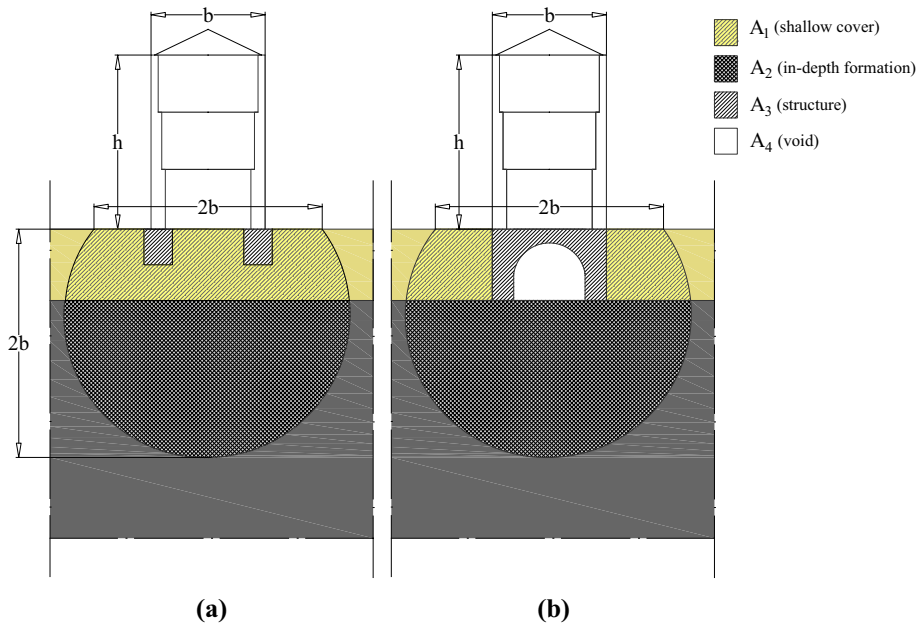 b
h
2b
2b
(a)
b
h
2b
(b)
A1 (shallow cover)
A2 (in-depth formation)
A3 (structure)
A4 (void)